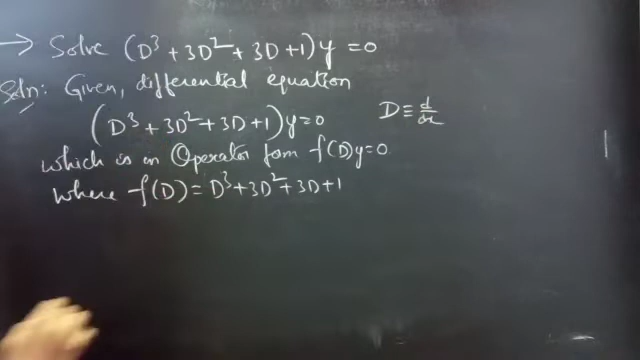 → Solve (D³ + 3D² + 3D + 1) y = 0
Soln: Given, differential equation
(D³ + 3D² + 3D + 1) y = 0 D ≡ d/dx
which is in Operator form f(D)y = 0
where f(D) = D³ + 3D² + 3D + 1